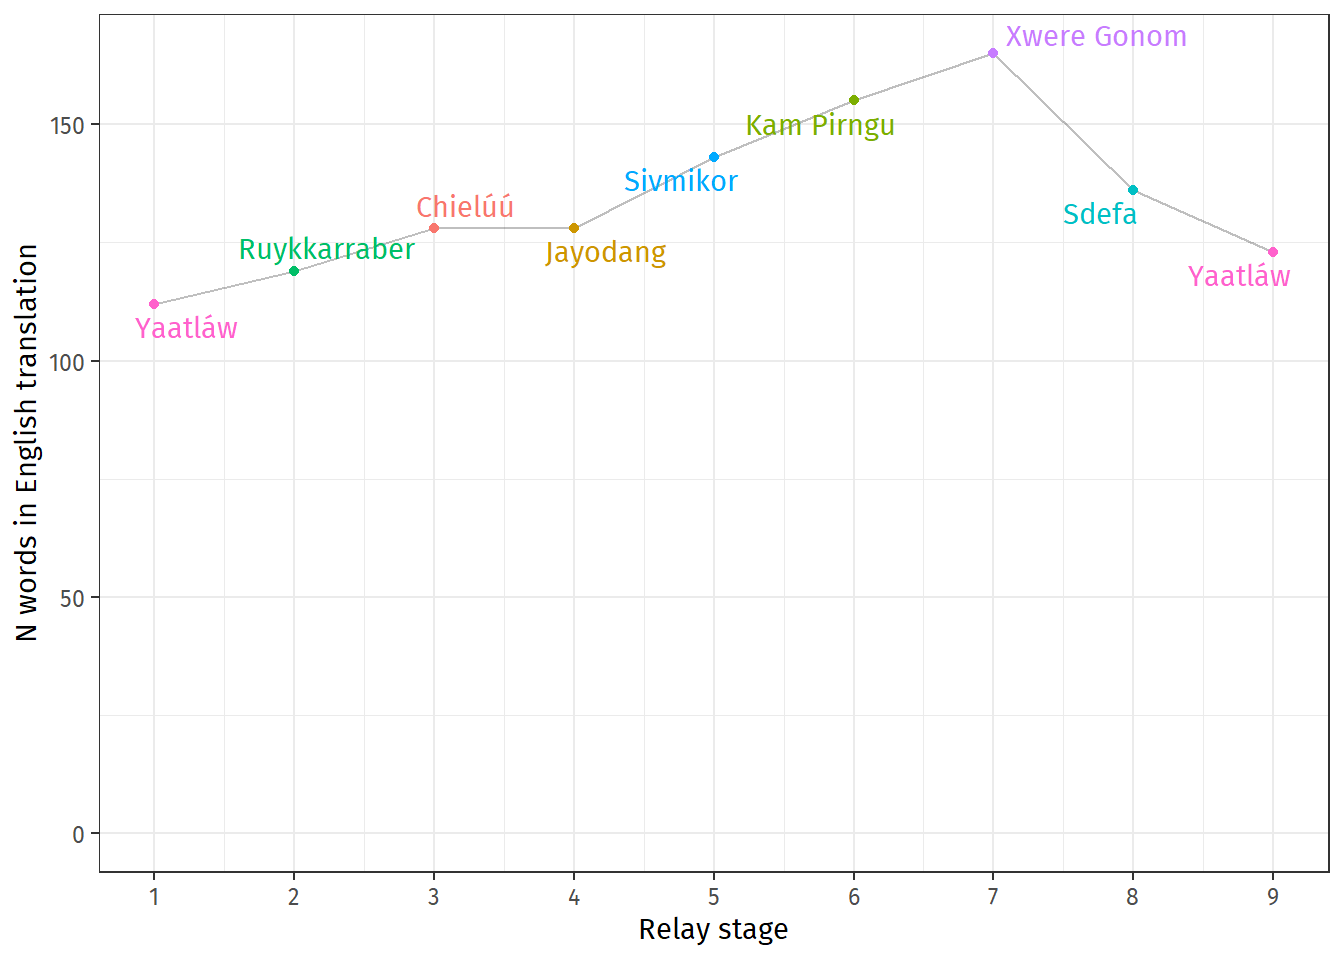 Xwere Gonom
150
Kam Pirngu
Sivmikor
Chielúú
Sdefa
Ruykkarraber
Jayodang
Yaatláw
Yaatláw
100
50
0
N words in English translation
1 2 3 4 5 6 7 8 9
Relay stage